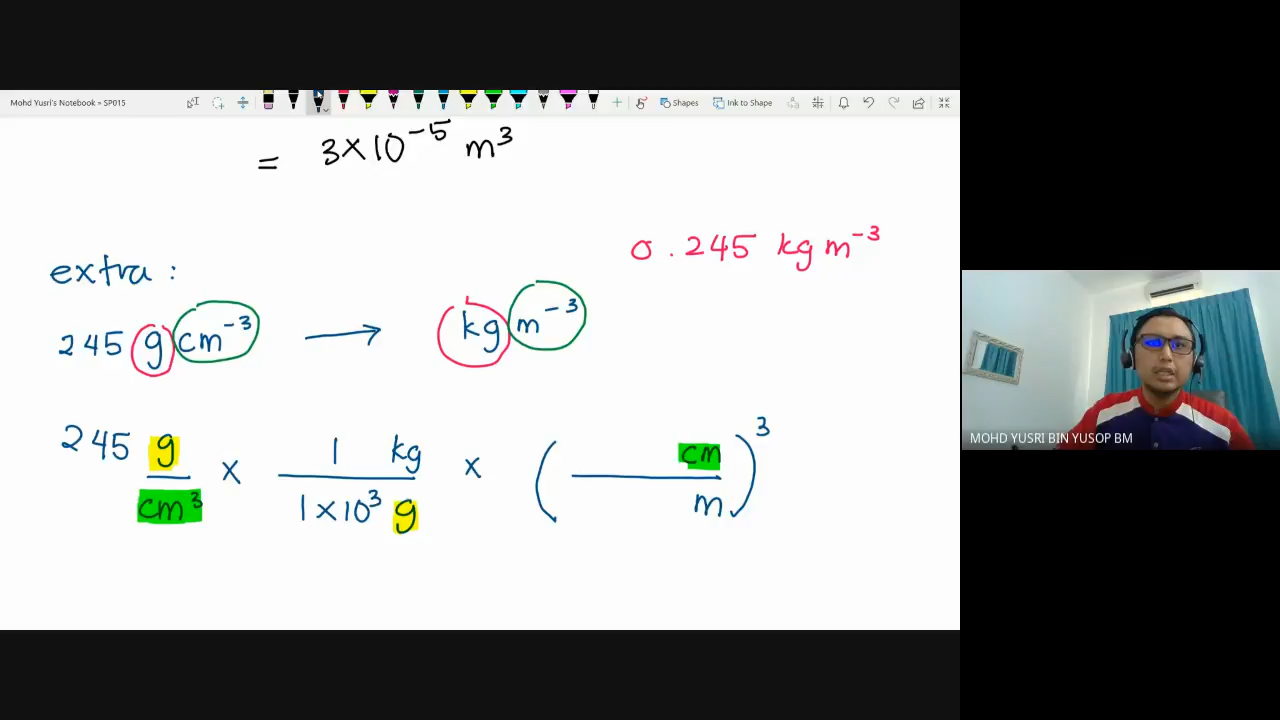 Mohd Yusri's Notebook » SP015
Shapes
Ink to Shape
= 3×10⁻⁵ m³
0.245 kg m⁻³
extra :
245 g cm⁻³ → kg m⁻³
245 g/cm³ × 1 kg/1×10³ g × ( cm/m )³
MOHD YUSRI BIN YUSOP BM